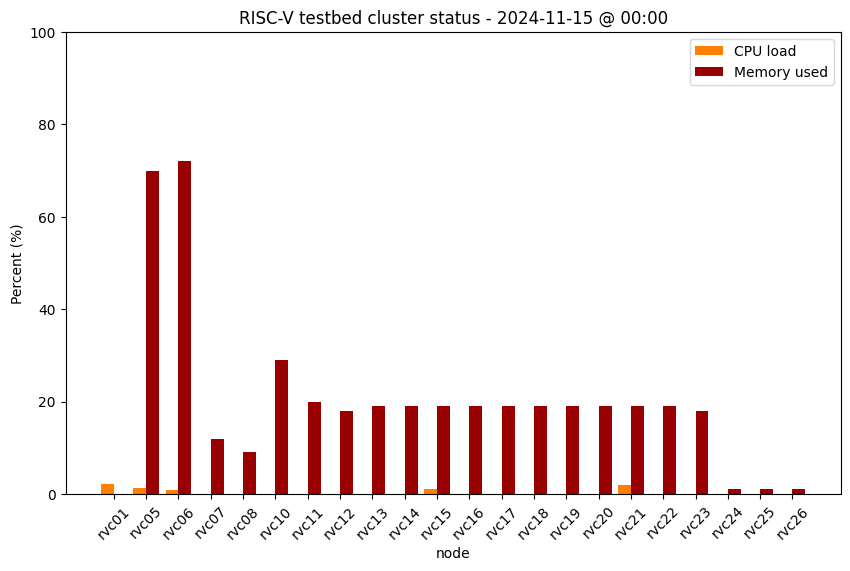 RISC-V testbed cluster status - 2024-11-15 @ 00:00
CPU load
Memory used
Percent (%)
100
80
60
40
20
0
rvc01 rvc05 rvc06 rvc07 rvc08 rvc10 rvc11 rvc12 rvc13 rvc14 rvc15 rvc16 rvc17 rvc18 rvc19 rvc20 rvc21 rvc22 rvc23 rvc24 rvc25 rvc26
node